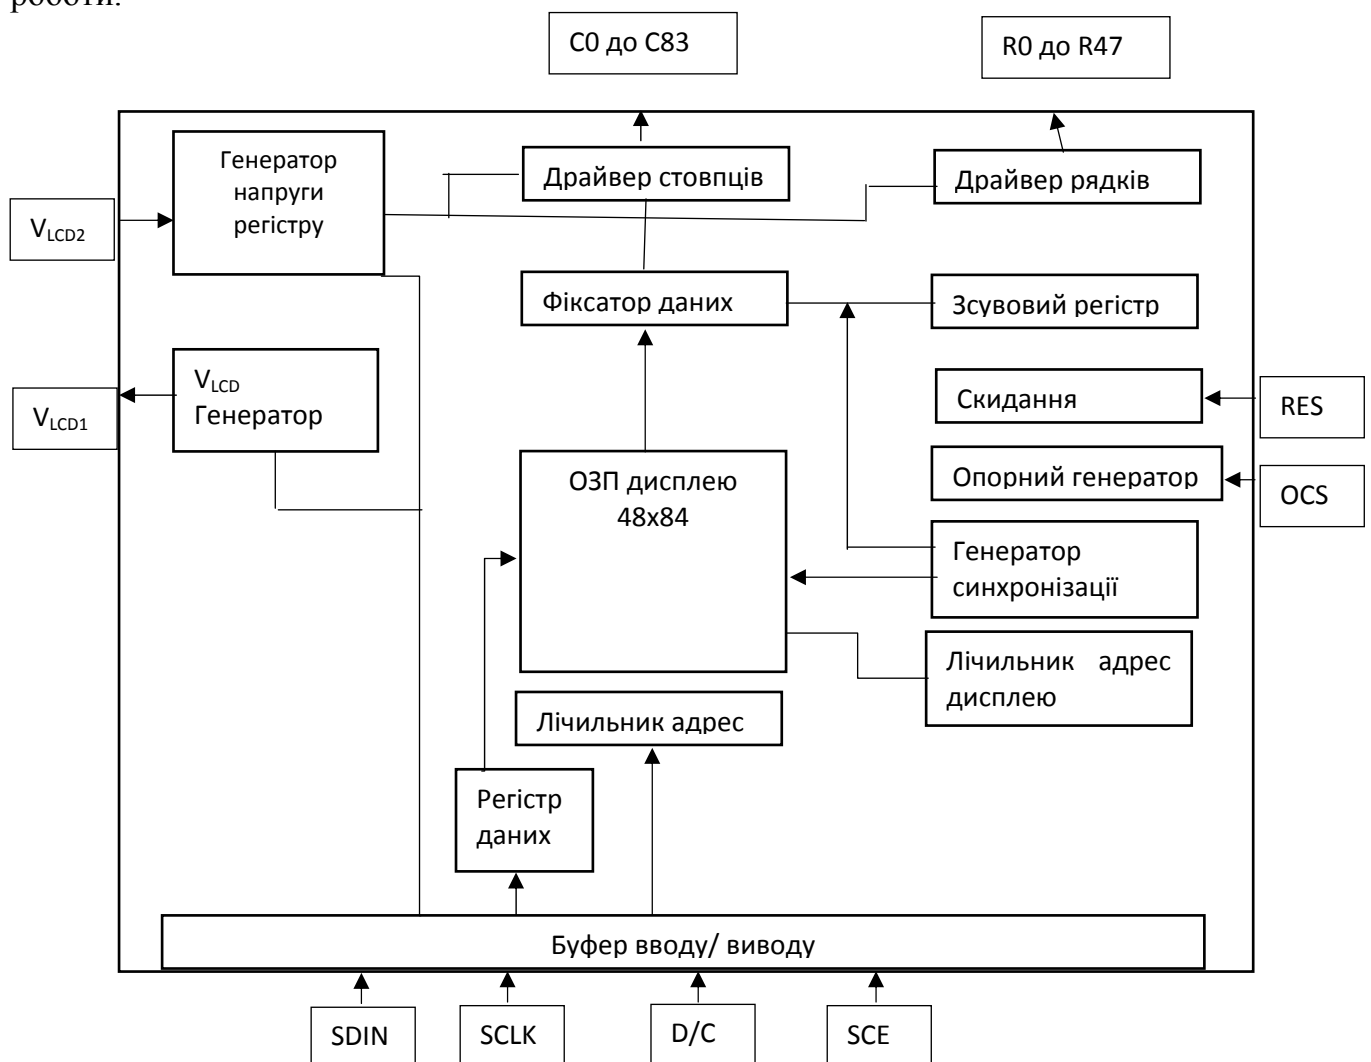 роботи.
C0 до C83
R0 до R47
Генератор
напруги
регістру
Драйвер стовпців
Драйвер рядків
VLCD2
Фіксатор даних
Зсувовий регістр
VLCD
Генератор
VLCD1
Скидання
RES
ОЗП дисплею
48x84
Опорний генератор
OCS
Генератор
синхронізації
Лічильник адрес
дисплею
Лічильник адрес
Регістр
даних
Буфер вводу/ виводу
SDIN
SCLK
D/C
SCE